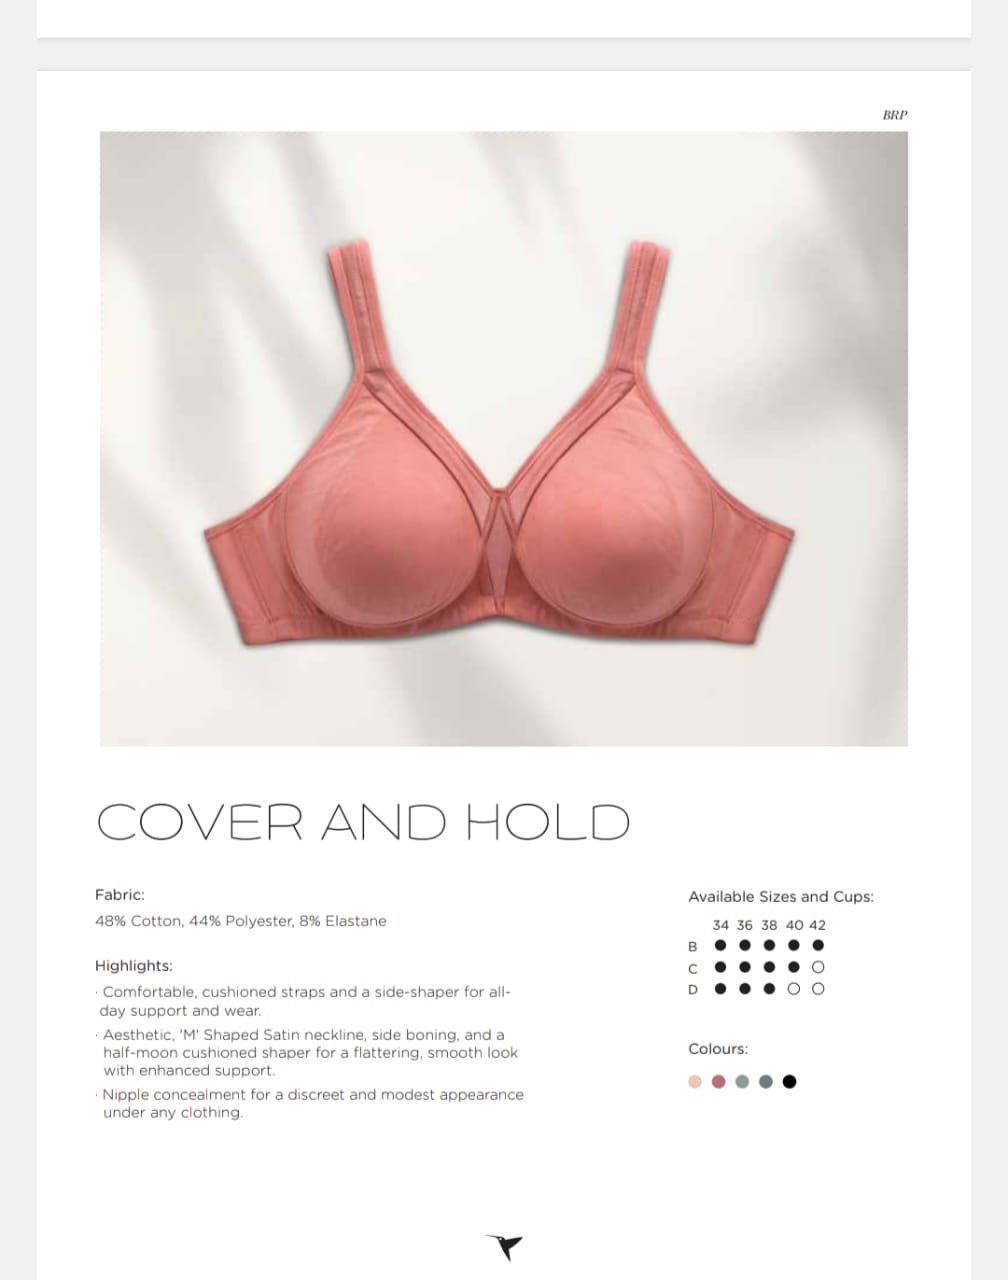 BRP
COVER AND HOLD
Fabric:
48% Cotton, 44% Polyester, 8% Elastane
Highlights:
· Comfortable, cushioned straps and a side-shaper for all-
day support and wear.
· Aesthetic, 'M' Shaped Satin neckline, side boning, and a
half-moon cushioned shaper for a flattering, smooth look
with enhanced support.
· Nipple concealment for a discreet and modest appearance
under any clothing.
Available Sizes and Cups:
34 36 38 40 42
B
C
D
Colours: